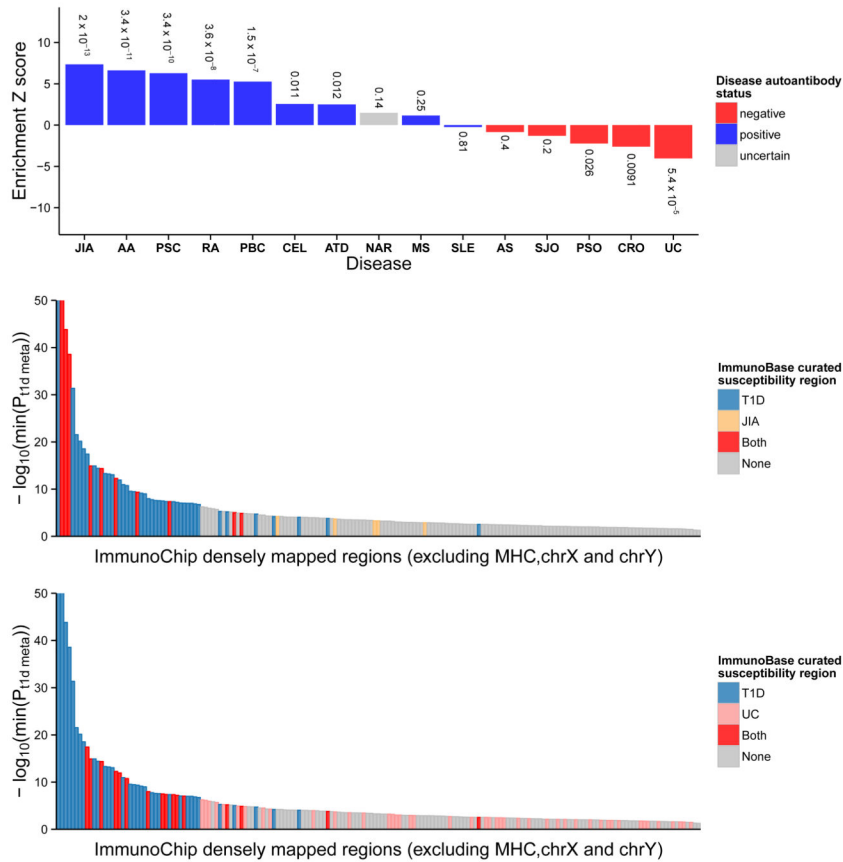 2 x 10⁻¹³
3.4 x 10⁻¹¹
3.4 x 10⁻¹⁰
3.6 x 10⁻⁸
1.5 x 10⁻⁷
0.011
0.012
0.14
0.25
0.81
0.4
0.2
0.026
0.0091
5.4 x 10⁻⁵
Enrichment Z score
10
5
0
−5
−10
JIA AA PSC RA PBC CEL ATD NAR MS SLE AS SJO PSO CRO UC
Disease
Disease autoantibody
status
negative
positive
uncertain
− log₁₀(min(P t1d meta))
50
40
30
20
10
0
ImmunoChip densely mapped regions (excluding MHC,chrX and chrY)
ImmunoBase curated
susceptibility region
T1D
JIA
Both
None
− log₁₀(min(P t1d meta))
50
40
30
20
10
0
ImmunoChip densely mapped regions (excluding MHC,chrX and chrY)
ImmunoBase curated
susceptibility region
T1D
UC
Both
None